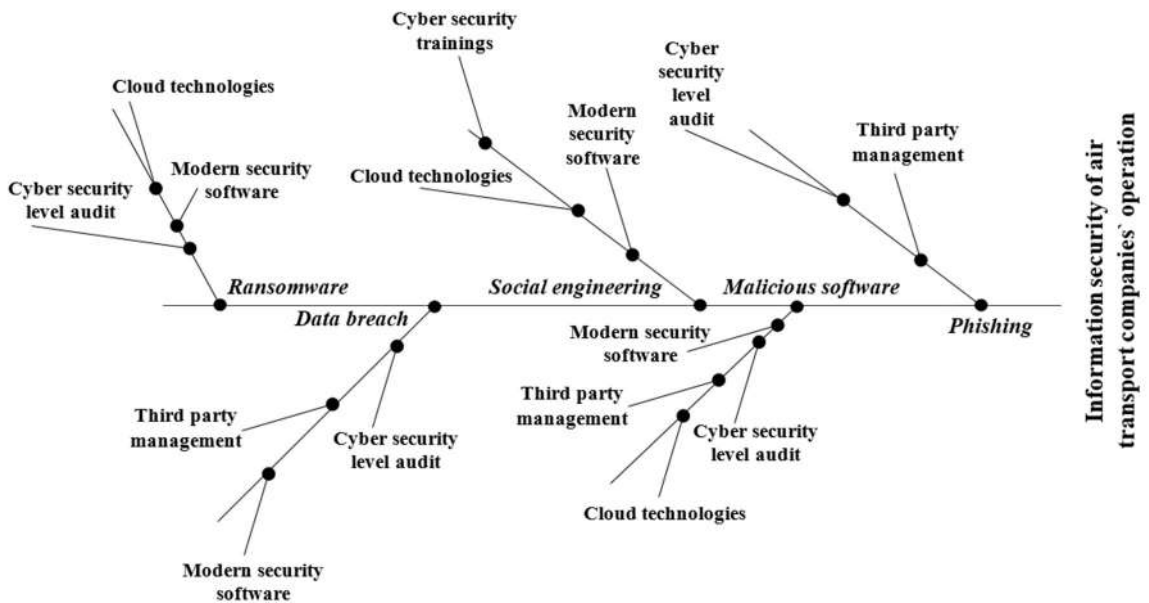 Cyber security
trainings
Cloud technologies
Cyber
security
level
audit
Modern
security
software
Third party
management
Modern security
software
Cyber security
level audit
Cloud technologies
Ransomware
Social engineering
Malicious software
Data breach
Phishing
Modern security
software
Third party
management
Third party
management
Cyber security
level audit
Cyber security
level audit
Cloud technologies
Modern security
software
Information security of air
transport companies` operation